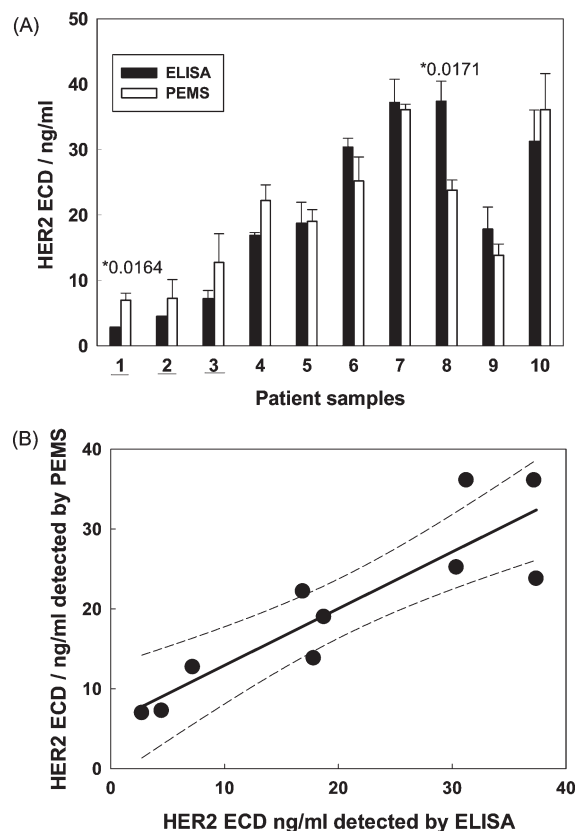 (A)
HER2 ECD / ng/ml
50
40
30
20
10
0
ELISA
PEMS
*0.0164
*0.0171
1 2 3 4 5 6 7 8 9 10
Patient samples
(B)
HER2 ECD / ng/ml detected by PEMS
40
30
20
10
0
0 10 20 30 40
HER2 ECD ng/ml detected by ELISA